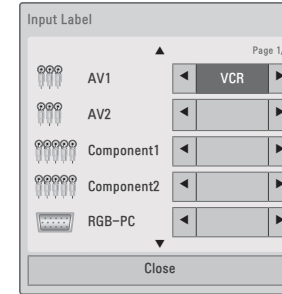 Input Label
Page 1/
AV1 VCR
AV2
Component1
Component2
RGB-PC
Close